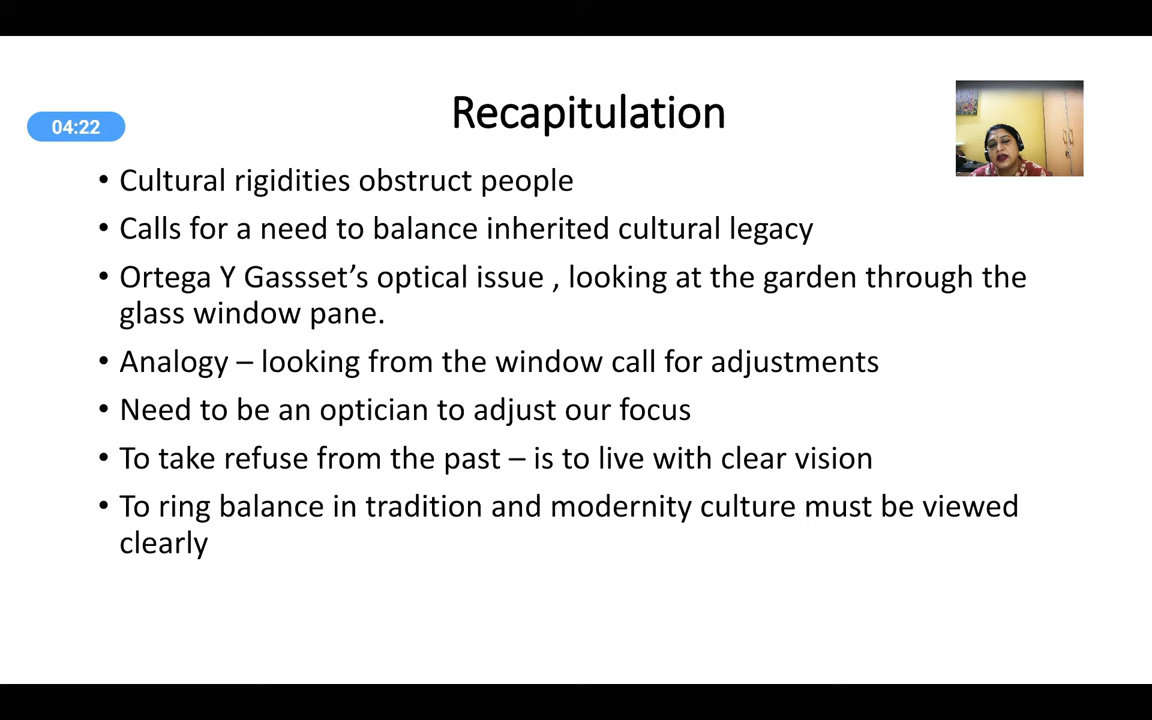 Recapitulation
04:22
• Cultural rigidities obstruct people
• Calls for a need to balance inherited cultural legacy
• Ortega Y Gassset’s optical issue , looking at the garden through the
glass window pane.
• Analogy – looking from the window call for adjustments
• Need to be an optician to adjust our focus
• To take refuse from the past – is to live with clear vision
• To ring balance in tradition and modernity culture must be viewed
clearly